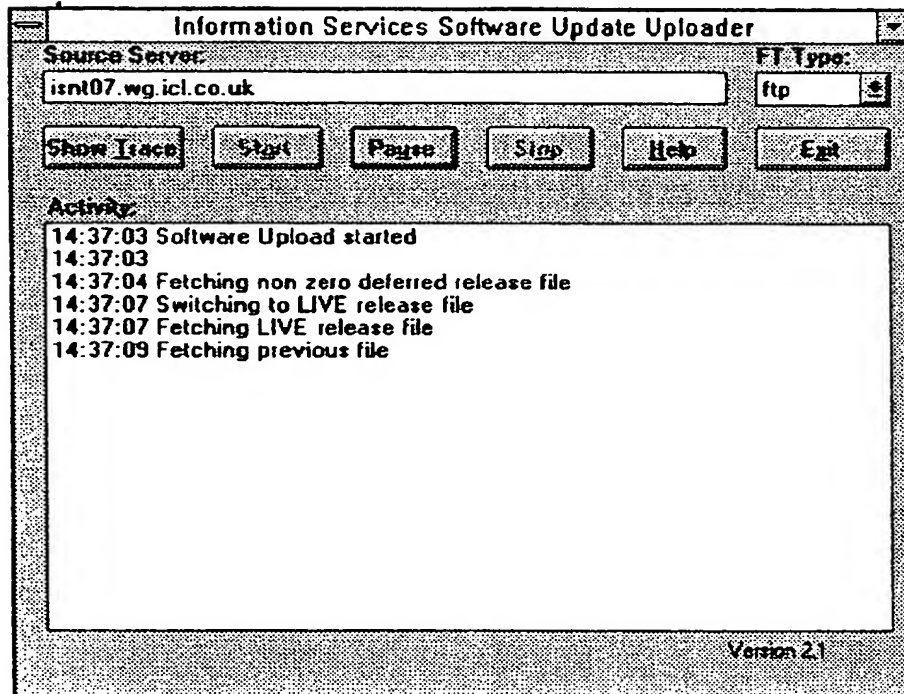 Information Services Software Update Uploader
Source Server:
FT Type:
isnt07.wg.icl.co.uk
ftp
Show Trace
Start
Pause
Stop
Help
Exit
Activity:
14:37:03 Software Upload started
14:37:03
14:37:04 Fetching non zero deferred release file
14:37:07 Switching to LIVE release file
14:37:07 Fetching LIVE release file
14:37:09 Fetching previous file
Version 2.1